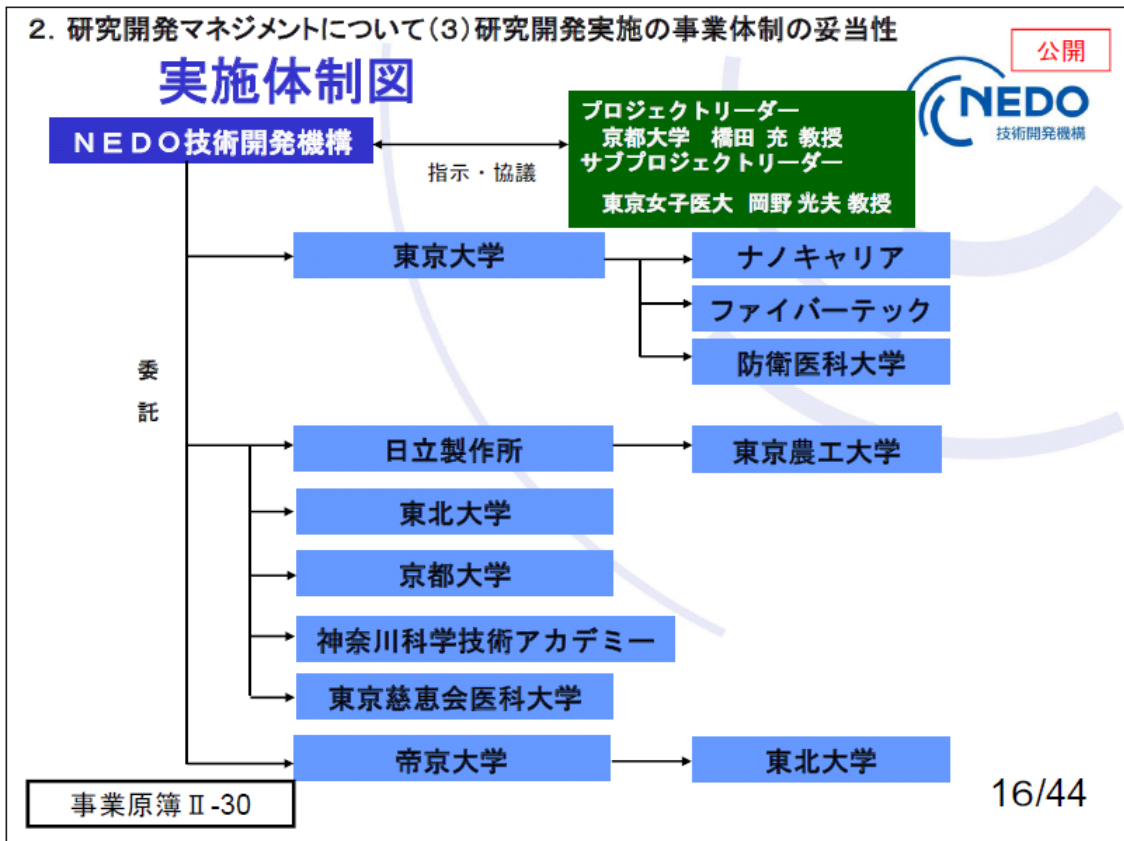 2. 研究開発マネジメントについて(3)研究開発実施の事業体制の妥当性
公開
実施体制図
NEDO
技術開発機構
NEDO技術開発機構
指示・協議
プロジェクトリーダー
京都大学 橋田 充 教授
サブプロジェクトリーダー
東京女子医大 岡野 光夫 教授
委託
東京大学
ナノキャリア
ファイバーテック
防衛医科大学
日立製作所
東京農工大学
東北大学
京都大学
神奈川科学技術アカデミー
東京慈恵会医科大学
帝京大学
東北大学
事業原簿Ⅱ-30
16/44